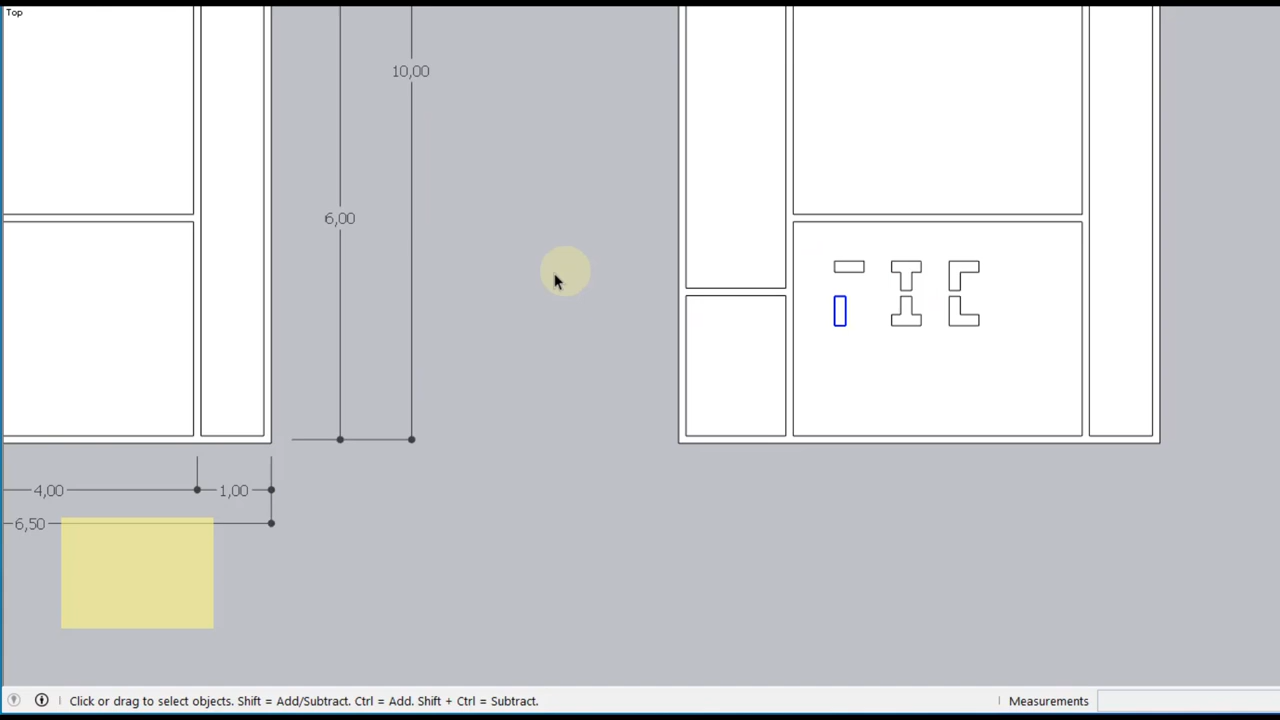 Top
10,00
6,00
4,00
1,00
6,50
Click or drag to select objects. Shift = Add/Subtract. Ctrl = Add. Shift + Ctrl = Subtract.
Measurements